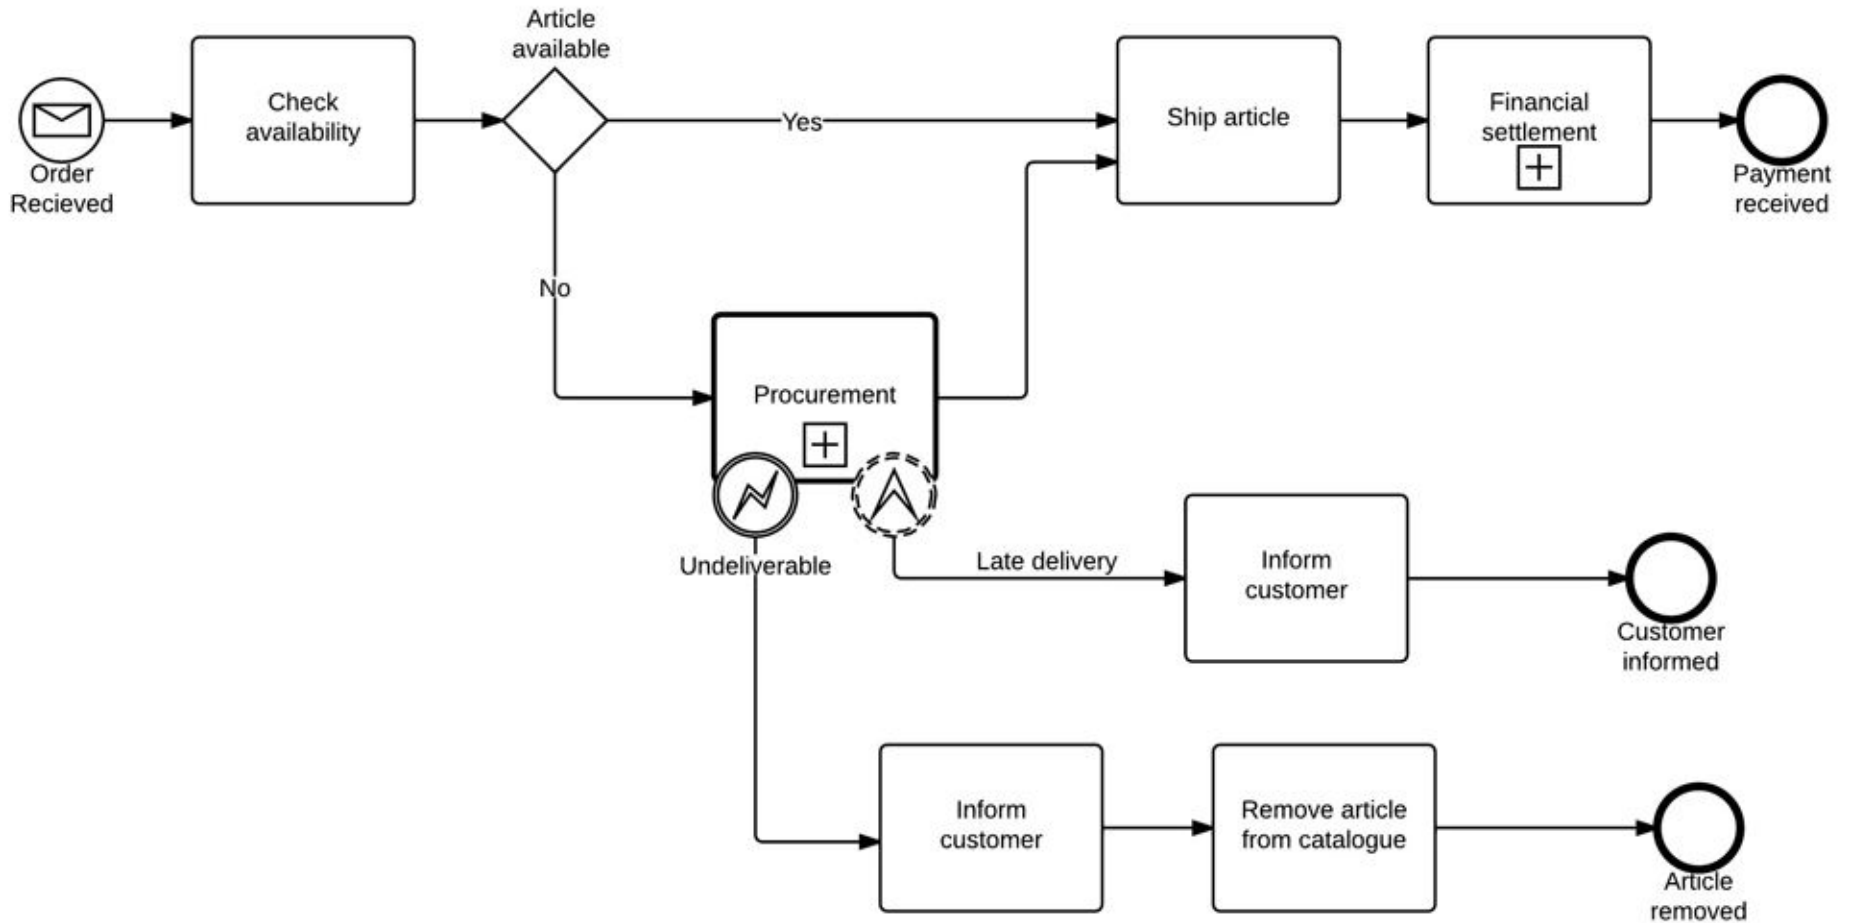 Article
available
Order
Recieved
Check
availability
Yes
No
Ship article
Financial
settlement
Payment
received
Procurement
Undeliverable
Late delivery
Inform
customer
Customer
informed
Inform
customer
Remove article
from catalogue
Article
removed